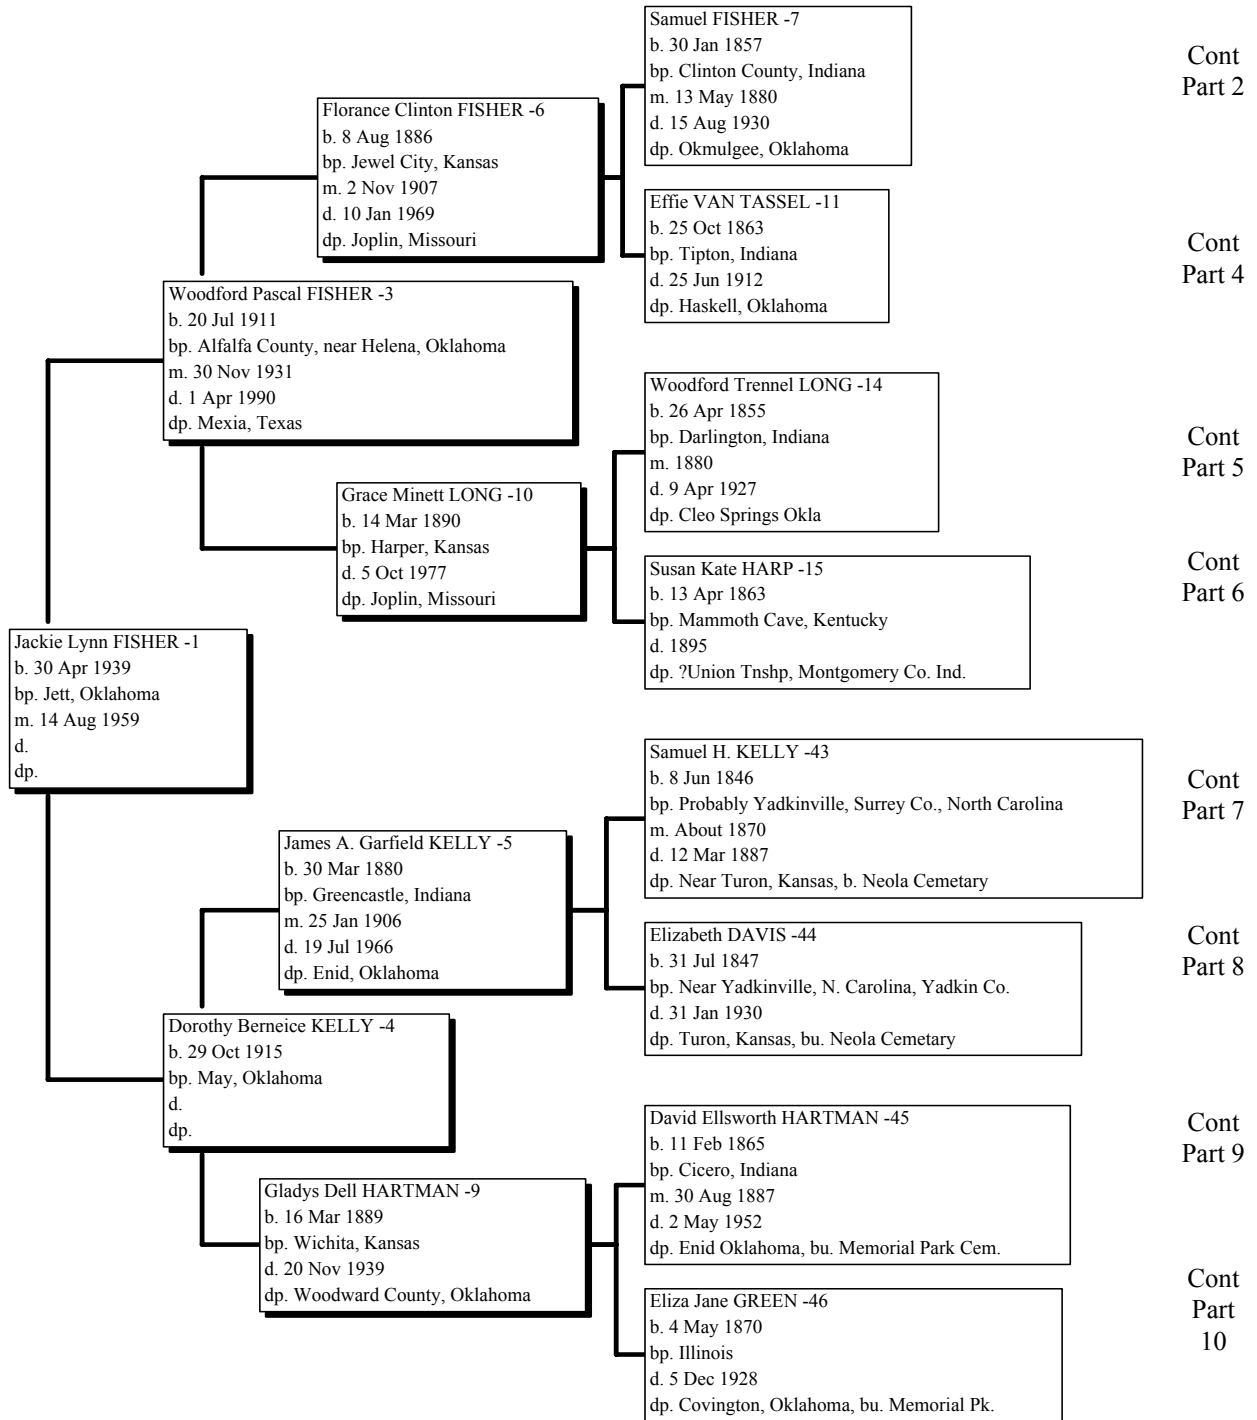 Samuel FISHER -7
b. 30 Jan 1857
bp. Clinton County, Indiana
m. 13 May 1880
d. 15 Aug 1930
dp. Okmulgee, Oklahoma
Cont
Part 2
Florance Clinton FISHER -6
b. 8 Aug 1886
bp. Jewel City, Kansas
m. 2 Nov 1907
d. 10 Jan 1969
dp. Joplin, Missouri
Effie VAN TASSEL -11
b. 25 Oct 1863
bp. Tipton, Indiana
d. 25 Jun 1912
dp. Haskell, Oklahoma
Cont
Part 4
Woodford Pascal FISHER -3
b. 20 Jul 1911
bp. Alfalfa County, near Helena, Oklahoma
m. 30 Nov 1931
d. 1 Apr 1990
dp. Mexia, Texas
Woodford Trennel LONG -14
b. 26 Apr 1855
bp. Darlington, Indiana
m. 1880
d. 9 Apr 1927
dp. Cleo Springs Okla
Cont
Part 5
Grace Minett LONG -10
b. 14 Mar 1890
bp. Harper, Kansas
d. 5 Oct 1977
dp. Joplin, Missouri
Susan Kate HARP -15
b. 13 Apr 1863
bp. Mammoth Cave, Kentucky
d. 1895
dp. ?Union Tnshp, Montgomery Co. Ind.
Cont
Part 6
Jackie Lynn FISHER -1
b. 30 Apr 1939
bp. Jett, Oklahoma
m. 14 Aug 1959
d.
dp.
Samuel H. KELLY -43
b. 8 Jun 1846
bp. Probably Yadkinville, Surrey Co., North Carolina
m. About 1870
d. 12 Mar 1887
dp. Near Turon, Kansas, b. Neola Cemetary
Cont
Part 7
James A. Garfield KELLY -5
b. 30 Mar 1880
bp. Greencastle, Indiana
m. 25 Jan 1906
d. 19 Jul 1966
dp. Enid, Oklahoma
Elizabeth DAVIS -44
b. 31 Jul 1847
bp. Near Yadkinville, N. Carolina, Yadkin Co.
d. 31 Jan 1930
dp. Turon, Kansas, bu. Neola Cemetary
Cont
Part 8
Dorothy Berneice KELLY -4
b. 29 Oct 1915
bp. May, Oklahoma
d.
dp.
David Ellsworth HARTMAN -45
b. 11 Feb 1865
bp. Cicero, Indiana
m. 30 Aug 1887
d. 2 May 1952
dp. Enid Oklahoma, bu. Memorial Park Cem.
Cont
Part 9
Gladys Dell HARTMAN -9
b. 16 Mar 1889
bp. Wichita, Kansas
d. 20 Nov 1939
dp. Woodward County, Oklahoma
Eliza Jane GREEN -46
b. 4 May 1870
bp. Illinois
d. 5 Dec 1928
dp. Covington, Oklahoma, bu. Memorial Pk.
Cont
Part
10